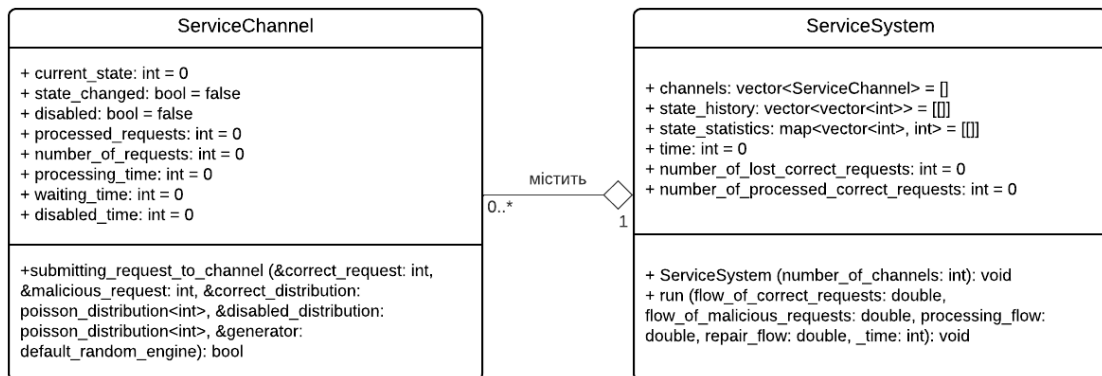 ServiceChannel
+ current_state: int = 0
+ state_changed: bool = false
+ disabled: bool = false
+ processed_requests: int = 0
+ number_of_requests: int = 0
+ processing_time: int = 0
+ waiting_time: int = 0
+ disabled_time: int = 0
+submitting_request_to_channel (&correct_request: int,
&malicious_request: int, &correct_distribution:
poisson_distribution<int>, &disabled_distribution:
poisson_distribution<int>, &generator:
default_random_engine): bool
містить
0..*
1
ServiceSystem
+ channels: vector<ServiceChannel> = []
+ state_history: vector<vector<int>> = [[]]
+ state_statistics: map<vector<int>, int> = [[]]
+ time: int = 0
+ number_of_lost_correct_requests: int = 0
+ number_of_processed_correct_requests: int = 0
+ ServiceSystem (number_of_channels: int): void
+ run (flow_of_correct_requests: double,
flow_of_malicious_requests: double, processing_flow:
double, repair_flow: double, _time: int): void